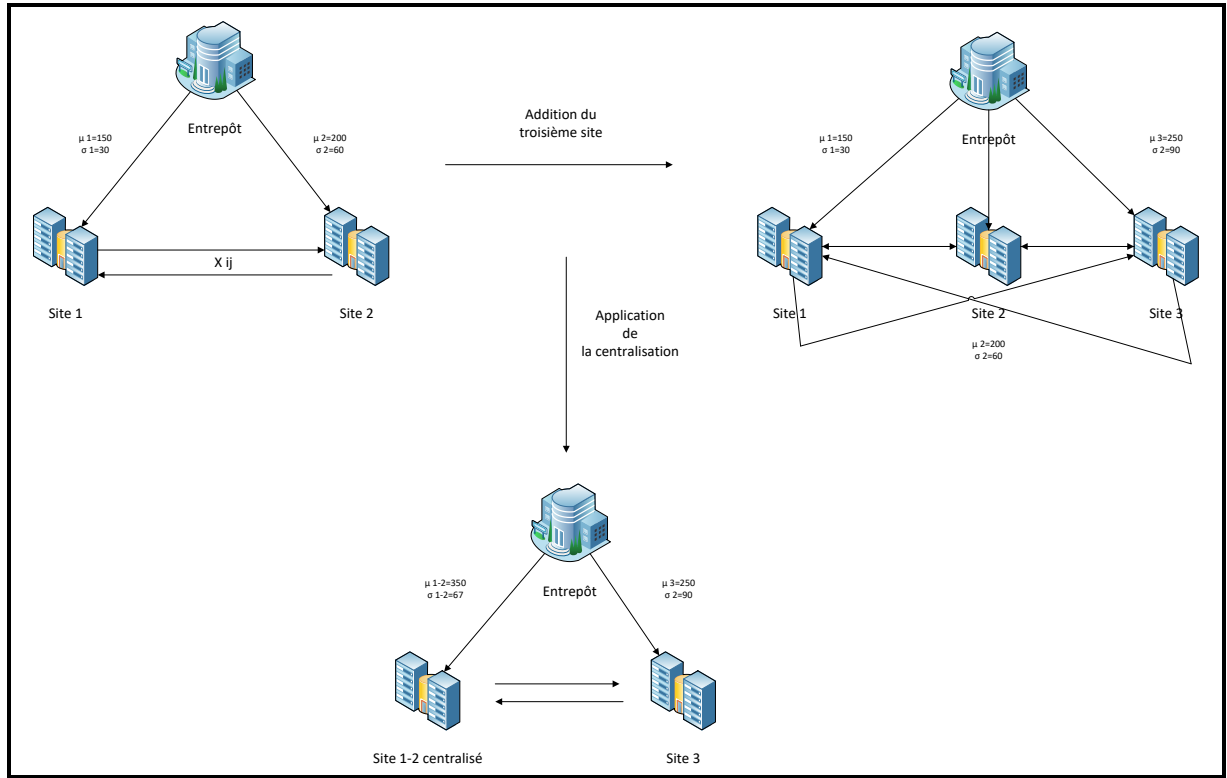 Entrepôt
μ 1=150
σ 1=30
μ 2=200
σ 2=60
X ij
Site 1
Site 2
Addition du
troisième site
Entrepôt
μ 1=150
σ 1=30
μ 3=250
σ 2=90
Site 1
Site 2
Site 3
μ 2=200
σ 2=60
Application
de
la centralisation
Entrepôt
μ 1-2=350
σ 1-2=67
μ 3=250
σ 2=90
Site 1-2 centralisé
Site 3